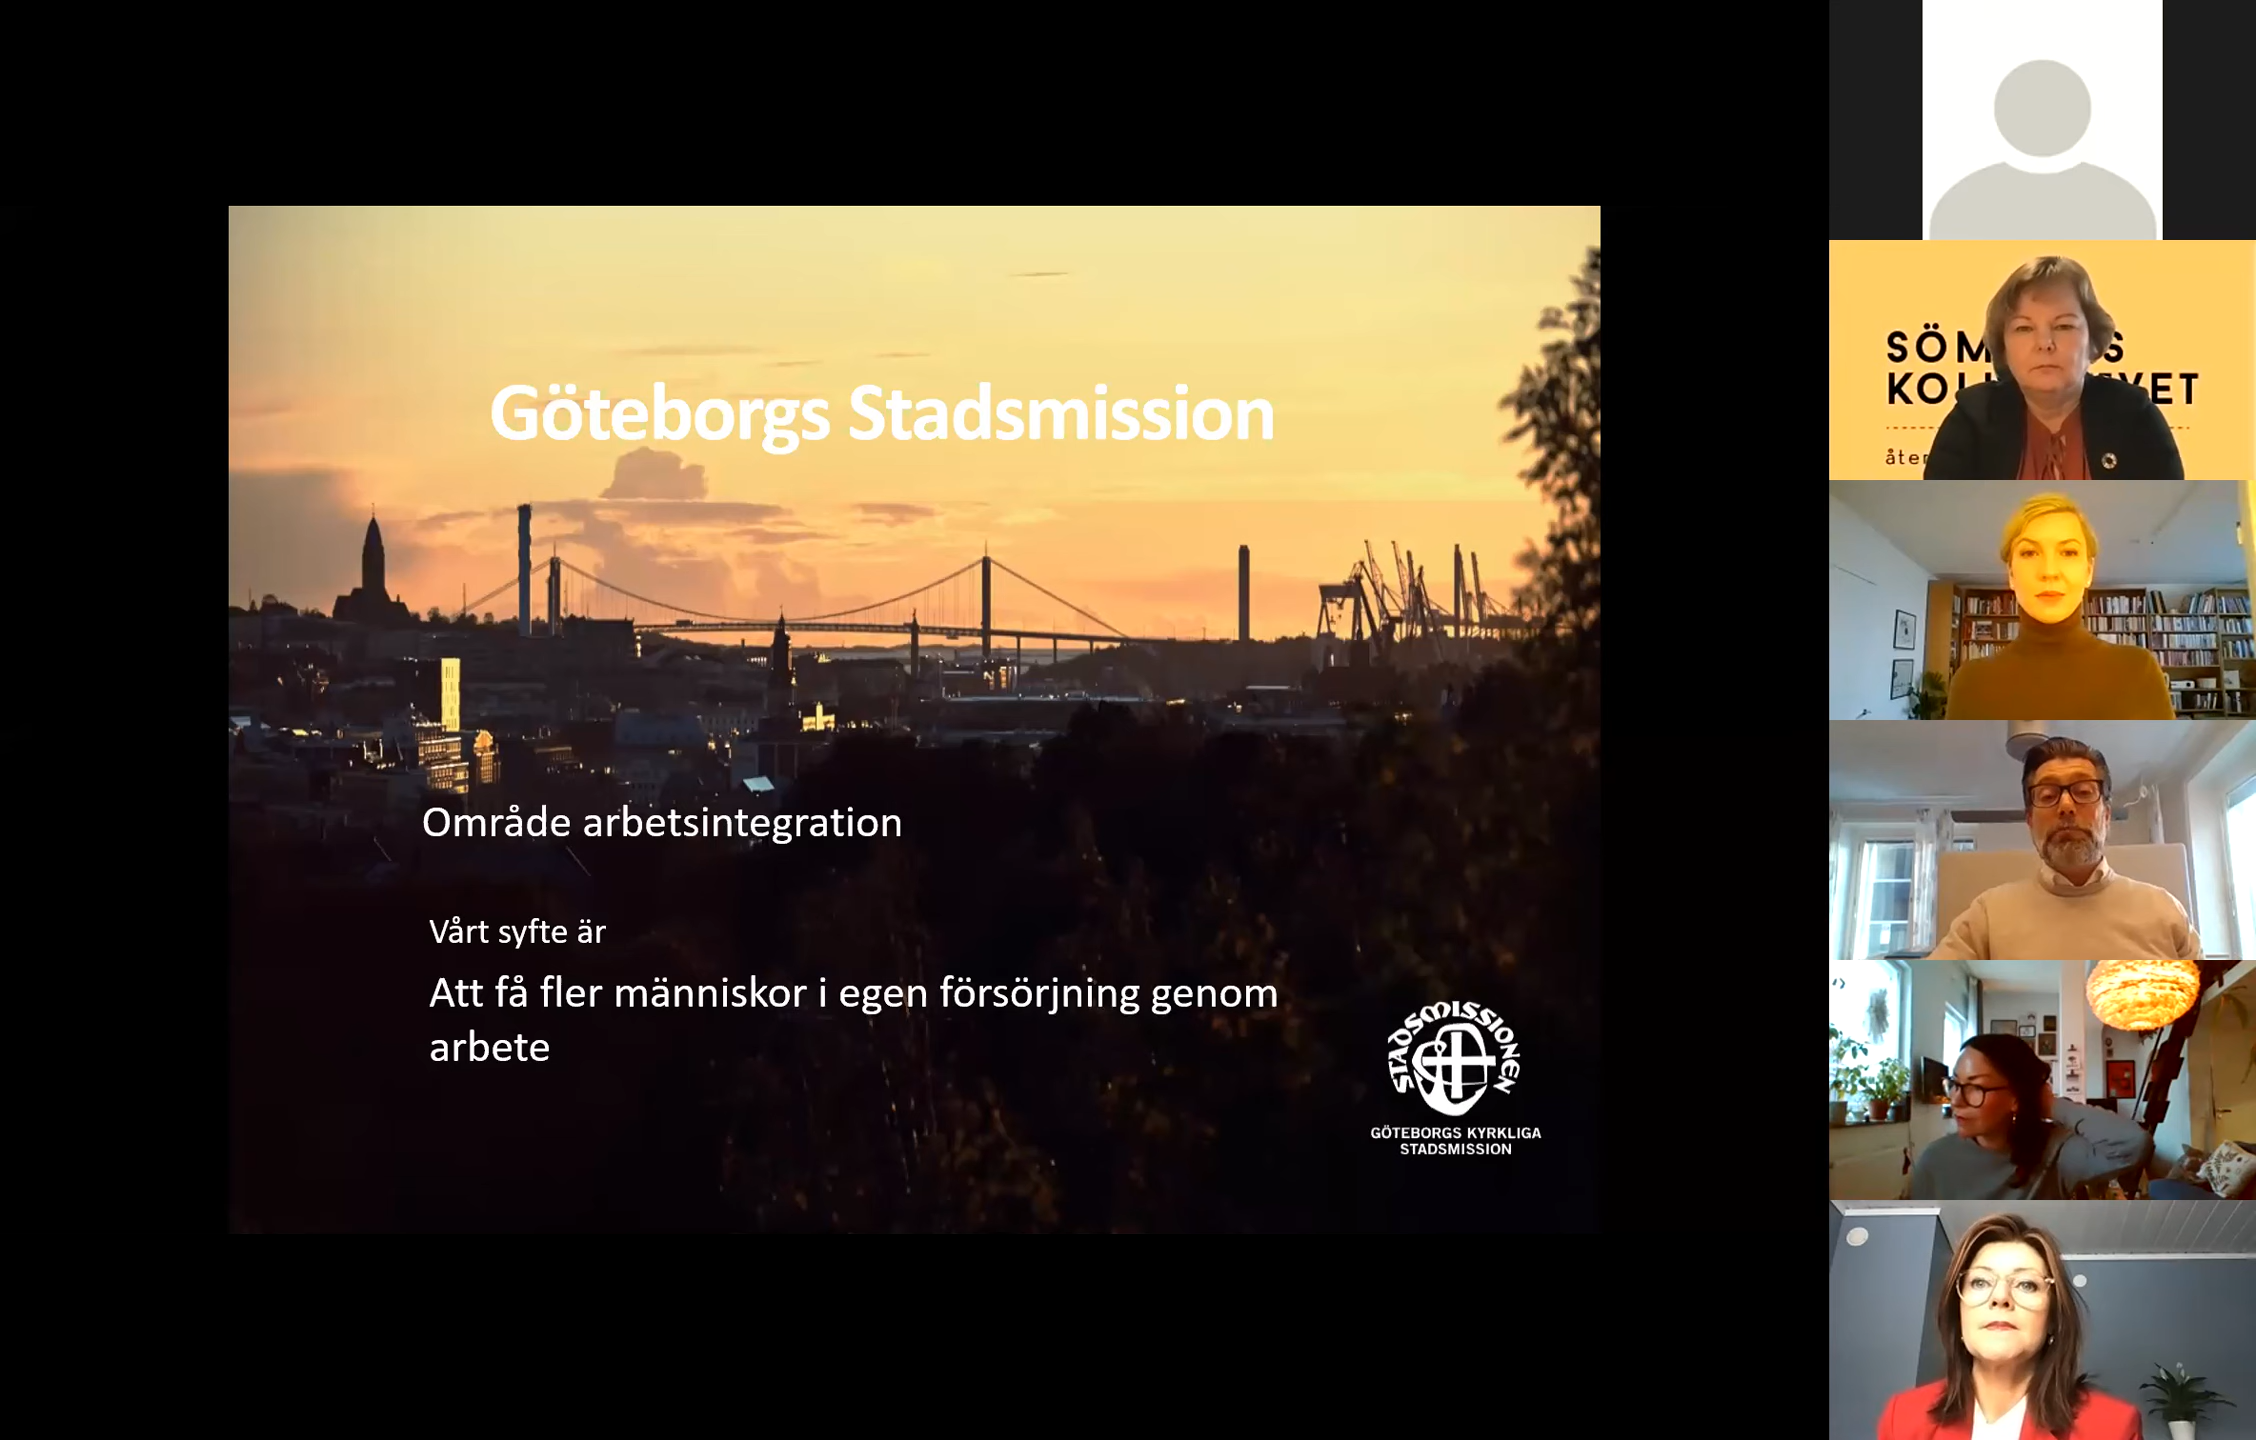 Göteborgs Stadsmission
Område arbetsintegration
Vårt syfte är
Att få fler människor i egen försörjning genom
arbete
STADSMISSIONEN
GÖTEBORGS KYRKLIGA
STADSMISSION